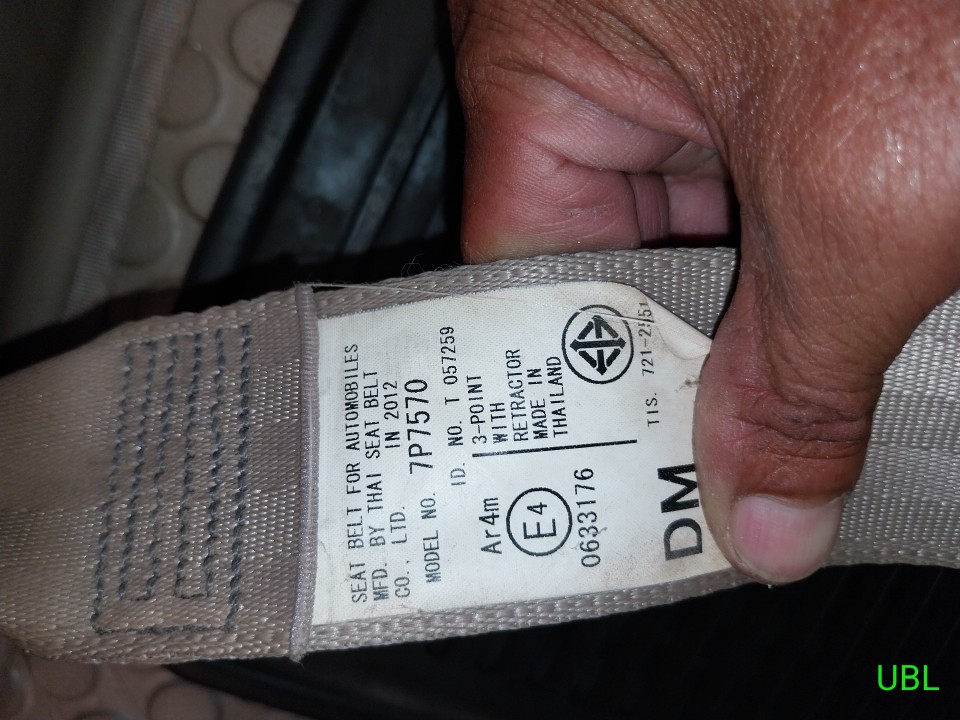 SEAT BELT FOR AUTOMOBILES
MFD. BY THAI SEAT BELT
CO., LTD. IN 2012
MODEL NO. 7P7570
ID. NO. T 057259
Ar4m
E4
0633176
3-POINT
WITH
RETRACTOR
MADE IN
THAILAND
TIS. 721-2551
DM
UBL